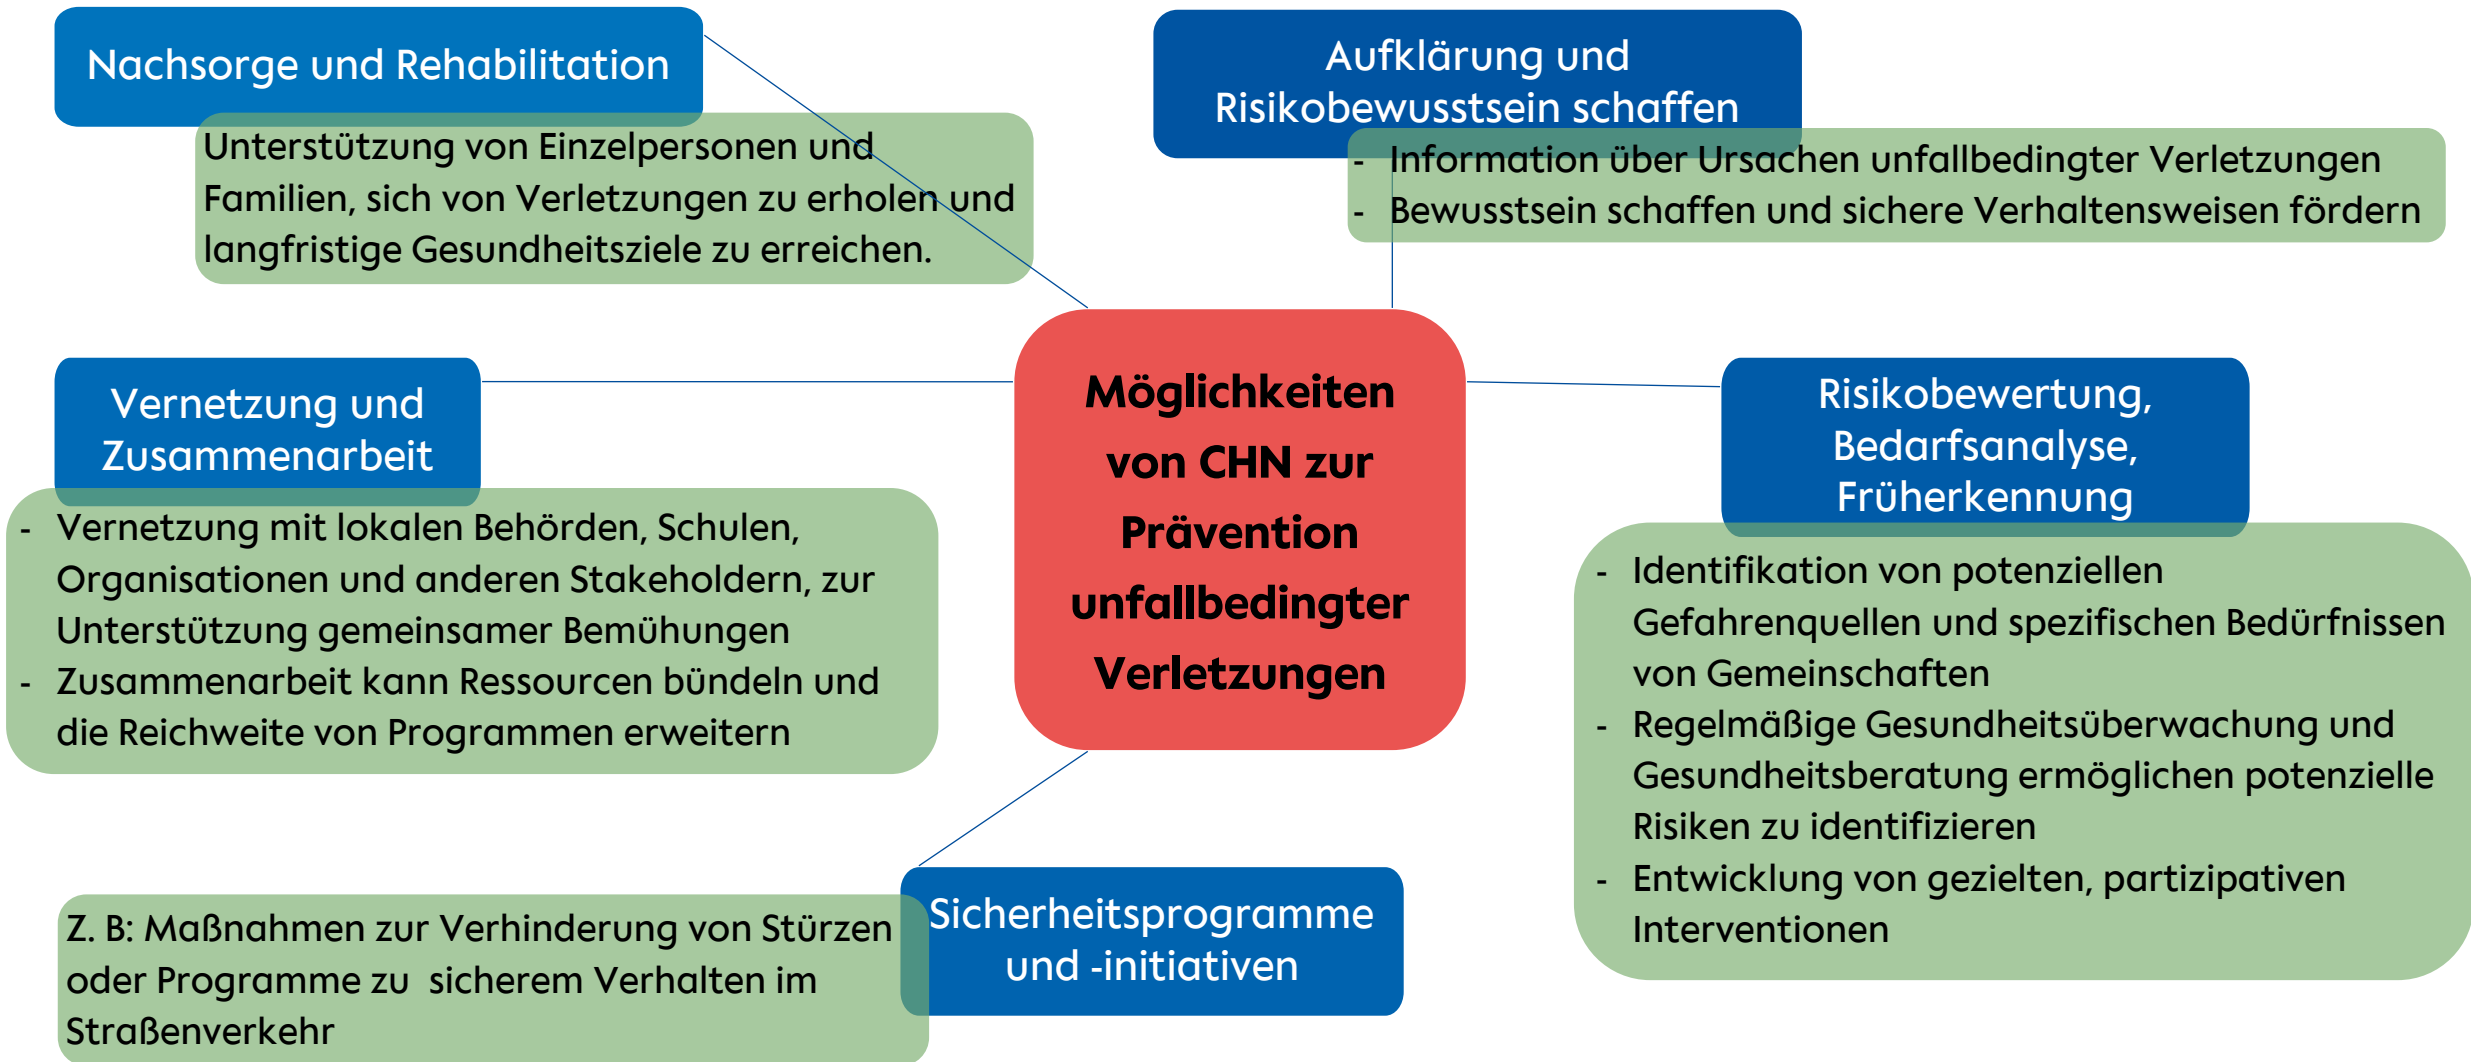 Nachsorge und Rehabilitation
Unterstützung von Einzelpersonen und
Familien, sich von Verletzungen zu erholen und
langfristige Gesundheitsziele zu erreichen.
Aufklärung und
Risikobewusstsein schaffen
- Information über Ursachen unfallbedingter Verletzungen
- Bewusstsein schaffen und sichere Verhaltensweisen fördern
Vernetzung und
Zusammenarbeit
- Vernetzung mit lokalen Behörden, Schulen,
Organisationen und anderen Stakeholdern, zur
Unterstützung gemeinsamer Bemühungen
- Zusammenarbeit kann Ressourcen bündeln und
die Reichweite von Programmen erweitern
Möglichkeiten
von CHN zur
Prävention
unfallbedingter
Verletzungen
Risikobewertung,
Bedarfsanalyse,
Früherkennung
- Identifikation von potenziellen
Gefahrenquellen und spezifischen Bedürfnissen
von Gemeinschaften
- Regelmäßige Gesundheitsüberwachung und
Gesundheitsberatung ermöglichen potenzielle
Risiken zu identifizieren
- Entwicklung von gezielten, partizipativen
Interventionen
Sicherheitsprogramme
und -initiativen
Z. B: Maßnahmen zur Verhinderung von Stürzen
oder Programme zu  sicherem Verhalten im
Straßenverkehr